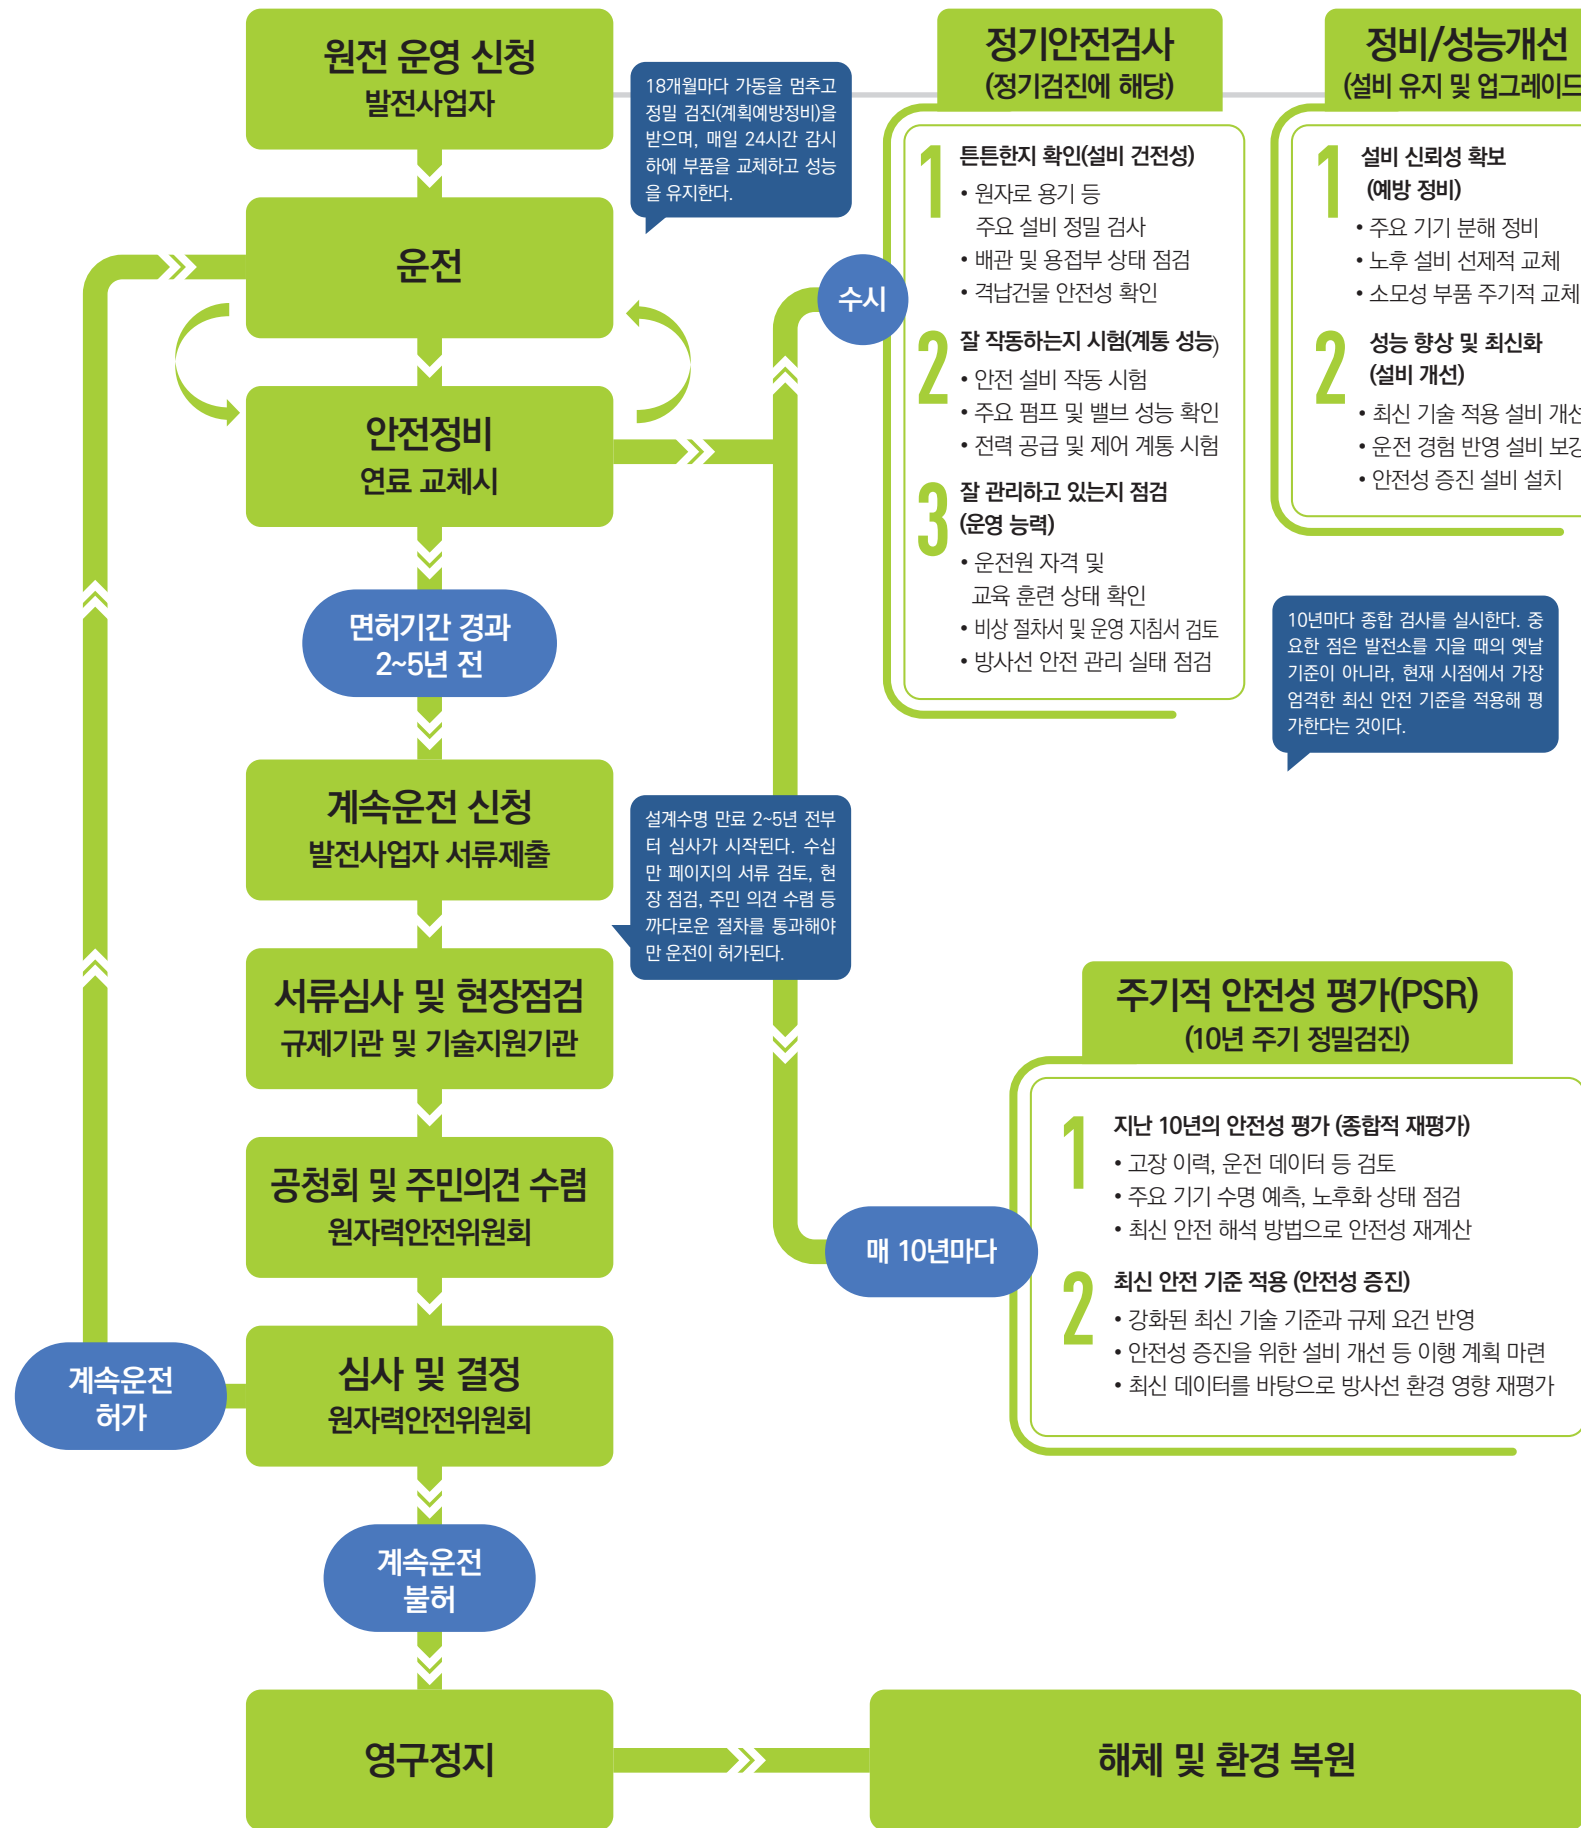 원전 운영 신청
발전사업자
18개월마다 가동을 멈추고
정밀 검진(계획예방정비)을
받으며, 매일 24시간 감시
하에 부품을 교체하고 성능
을 유지한다.
운전
안전정비
연료 교체시
면허기간 경과
2~5년 전
계속운전 신청
발전사업자 서류제출
설계수명 만료 2~5년 전부
터 심사가 시작된다. 수십
만 페이지의 서류 검토, 현
장 점검, 주민 의견 수렴 등
까다로운 절차를 통과해야
만 운전이 허가된다.
서류심사 및 현장점검
규제기관 및 기술지원기관
공청회 및 주민의견 수렴
원자력안전위원회
심사 및 결정
원자력안전위원회
계속운전
허가
계속운전
불허
영구정지
해체 및 환경 복원
수시
정기안전검사
(정기검진에 해당)
1 튼튼한지 확인(설비 건전성)
• 원자로 용기 등
주요 설비 정밀 검사
• 배관 및 용접부 상태 점검
• 격납건물 안전성 확인
2 잘 작동하는지 시험(계통 성능)
• 안전 설비 작동 시험
• 주요 펌프 및 밸브 성능 확인
• 전력 공급 및 제어 계통 시험
3 잘 관리하고 있는지 점검
(운영 능력)
• 운전원 자격 및
교육 훈련 상태 확인
• 비상 절차서 및 운영 지침서 검토
• 방사선 안전 관리 실태 점검
정비/성능개선
(설비 유지 및 업그레이드
1 설비 신뢰성 확보
(예방 정비)
• 주요 기기 분해 정비
• 노후 설비 선제적 교체
• 소모성 부품 주기적 교체
2 성능 향상 및 최신화
(설비 개선)
• 최신 기술 적용 설비 개선
• 운전 경험 반영 설비 보강
• 안전성 증진 설비 설치
10년마다 종합 검사를 실시한다. 중
요한 점은 발전소를 지을 때의 옛날
기준이 아니라, 현재 시점에서 가장
엄격한 최신 안전 기준을 적용해 평
가한다는 것이다.
매 10년마다
주기적 안전성 평가(PSR)
(10년 주기 정밀검진)
1 지난 10년의 안전성 평가 (종합적 재평가)
• 고장 이력, 운전 데이터 등 검토
• 주요 기기 수명 예측, 노후화 상태 점검
• 최신 안전 해석 방법으로 안전성 재계산
2 최신 안전 기준 적용 (안전성 증진)
• 강화된 최신 기술 기준과 규제 요건 반영
• 안전성 증진을 위한 설비 개선 등 이행 계획 마련
• 최신 데이터를 바탕으로 방사선 환경 영향 재평가